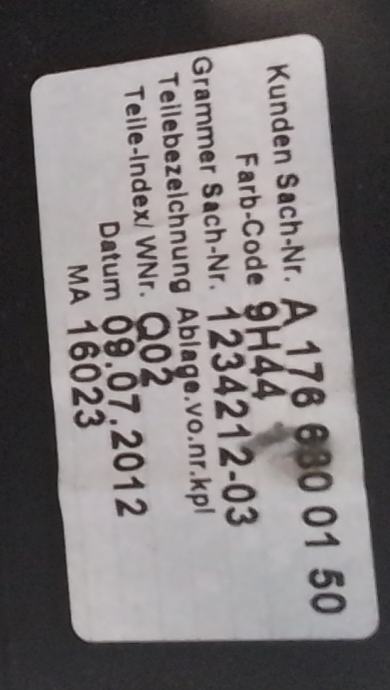 Kunden Sach-Nr. A 176 680 01 50
Farb-Code 9H44
Grammer Sach-Nr. 1234212-03
Teilebezeichnung Ablage.vo.nr.kpl
Teile-Index/ WNr. Q02
Datum 09.07.2012
MA 16023